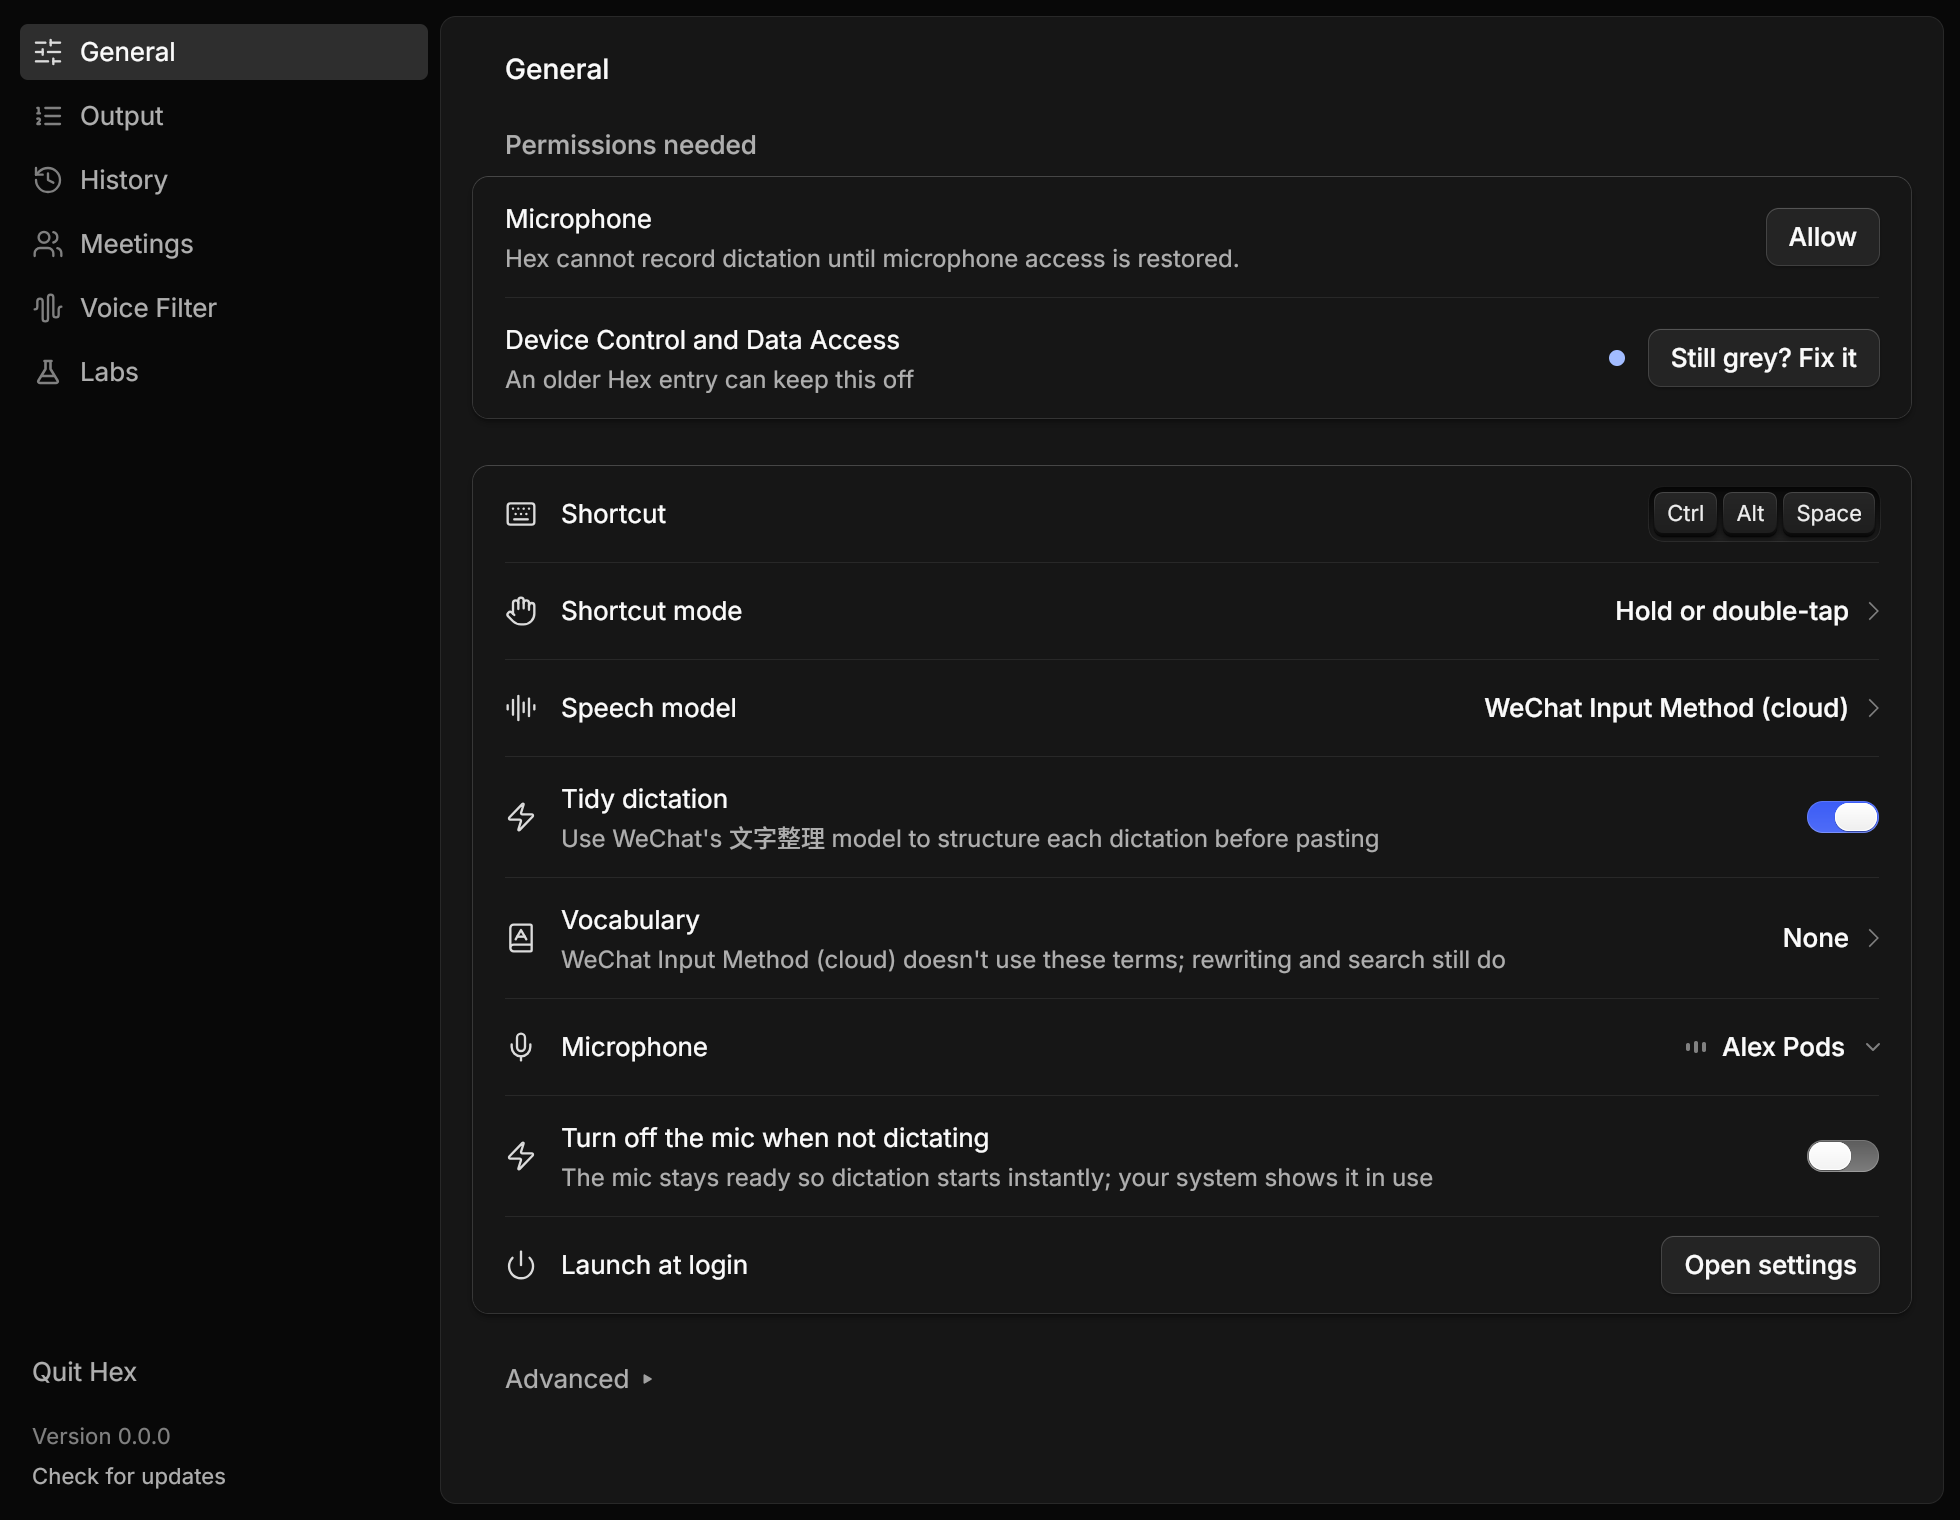 General
Output
History
Meetings
Voice Filter
Labs
Quit Hex
Version 0.0.0
Check for updates
General
Permissions needed
Microphone
Hex cannot record dictation until microphone access is restored.
Allow
Device Control and Data Access
An older Hex entry can keep this off
Still grey? Fix it
Shortcut
Ctrl Alt Space
Shortcut mode
Hold or double-tap
Speech model
WeChat Input Method (cloud)
Tidy dictation
Use WeChat's 文字整理 model to structure each dictation before pasting
Vocabulary
WeChat Input Method (cloud) doesn't use these terms; rewriting and search still do
None
Microphone
Alex Pods
Turn off the mic when not dictating
The mic stays ready so dictation starts instantly; your system shows it in use
Launch at login
Open settings
Advanced